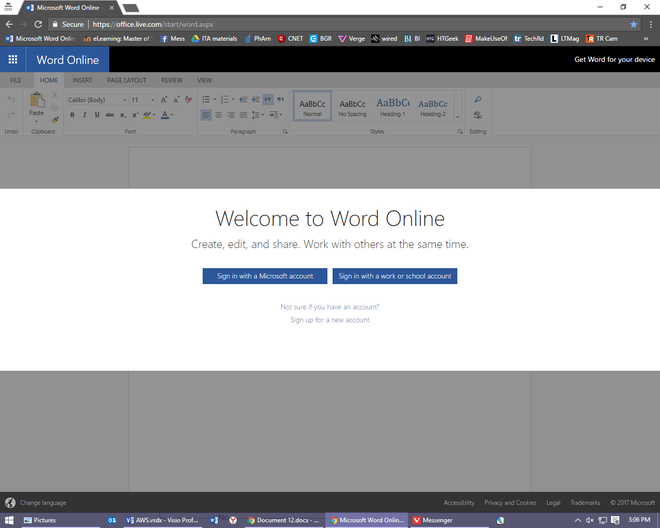 Microsoft Word Online -
Secure https://office.live.com/start/word.aspx
Microsoft Word Onlin eLearning: Master of Mess ITA materials PhAm CNET BGR Verge wired BI HTGeek MakeUseOf TechRd LTMag TR Cam »
Word Online Get Word for your device
FILE HOME INSERT PAGE LAYOUT REVIEW VIEW
Calibri (Body) 11
Paste
B I U abc x₂ x²
AaBbCc AaBbCc AaBbC AaBbCc
Normal No Spacing Heading 1 Heading 2
Undo Clipboard Font Paragraph Styles Editing
Welcome to Word Online
Create, edit, and share. Work with others at the same time.
Sign in with a Microsoft account Sign in with a work or school account
Not sure if you have an account?
Sign up for a new account
Change language Accessibility Privacy and Cookies Legal Trademarks © 2017 Microsoft
Pictures AWS.vsdx - Visio Prof... Document 12.docx - ... Microsoft Word Onlin... Messenger 3:06 PM